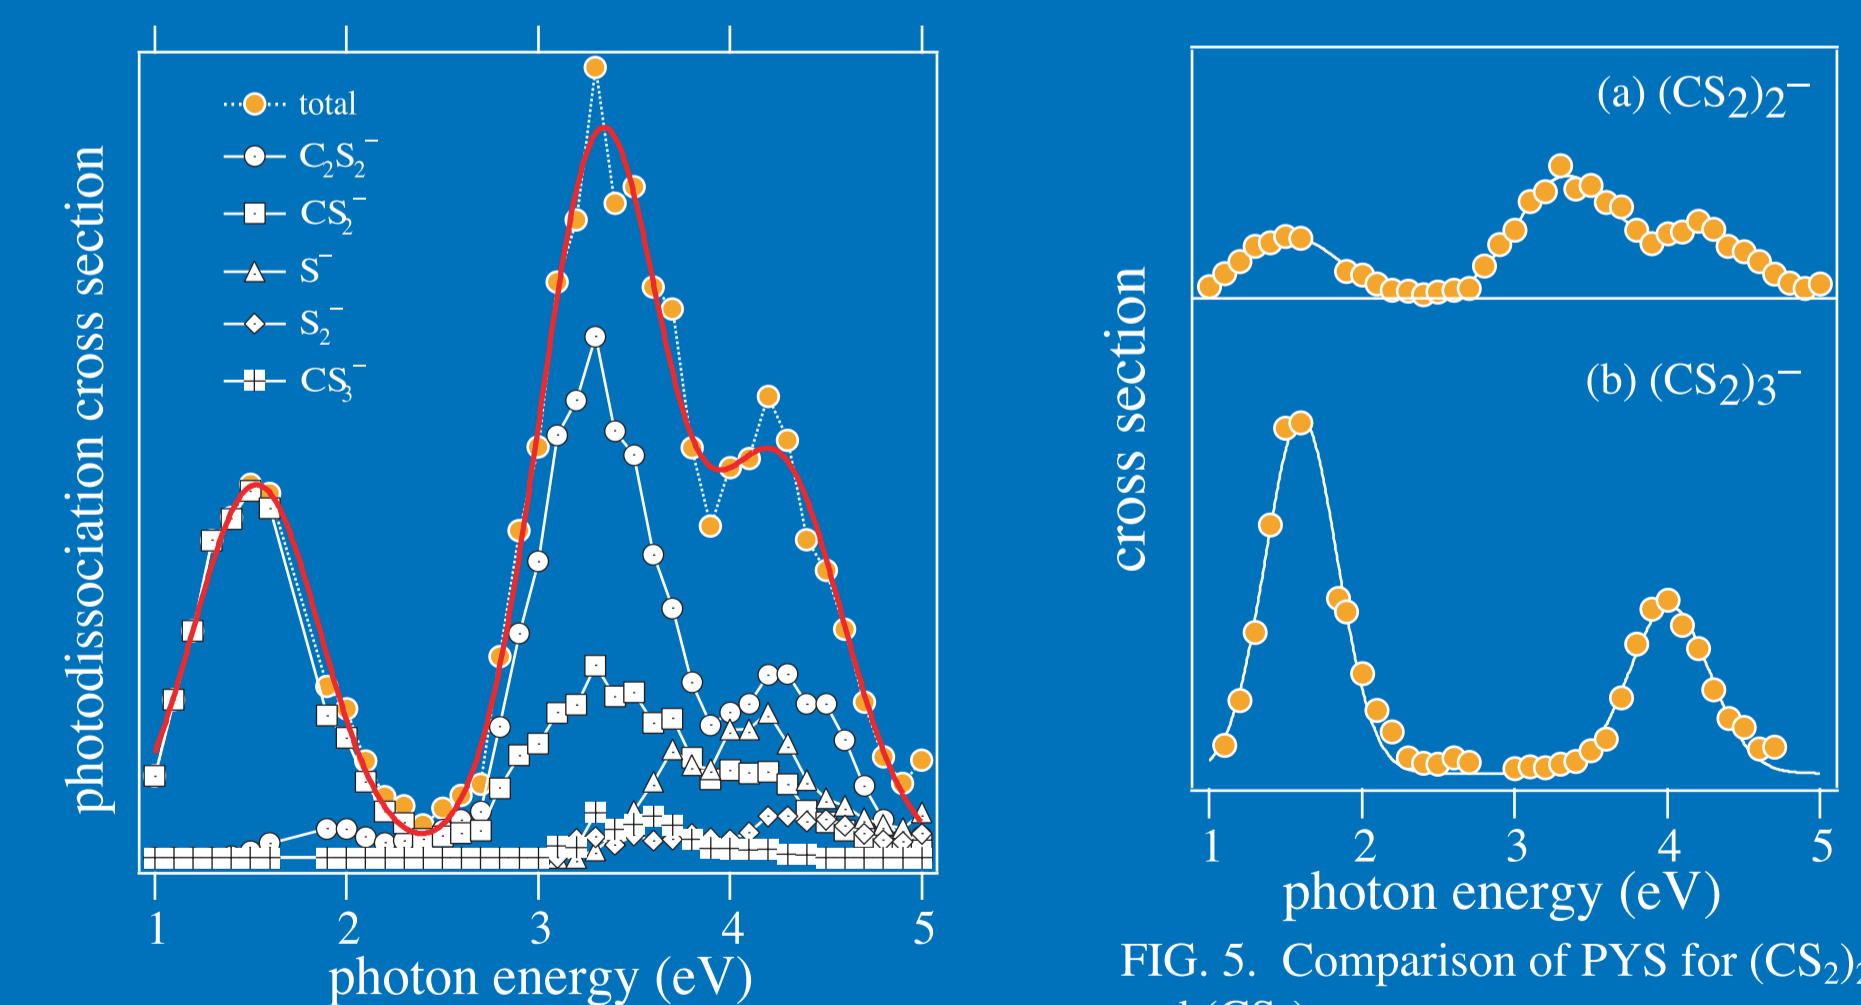 photodissociation cross section
total
C₂S₂⁻
CS₂⁻
S⁻
S₂⁻
CS₃⁻
1 2 3 4 5
photon energy (eV)
cross section
(a) (CS₂)₂⁻
(b) (CS₂)₃⁻
1 2 3 4 5
photon energy (eV)
FIG. 5. Comparison of PYS for (CS₂)₂